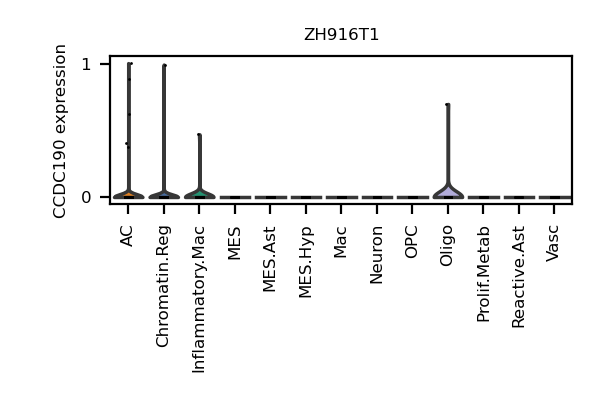 ZH916T1
CCDC190 expression
1
0
AC
Chromatin.Reg
Inflammatory.Mac
MES
MES.Ast
MES.Hyp
Mac
Neuron
OPC
Oligo
Prolif.Metab
Reactive.Ast
Vasc